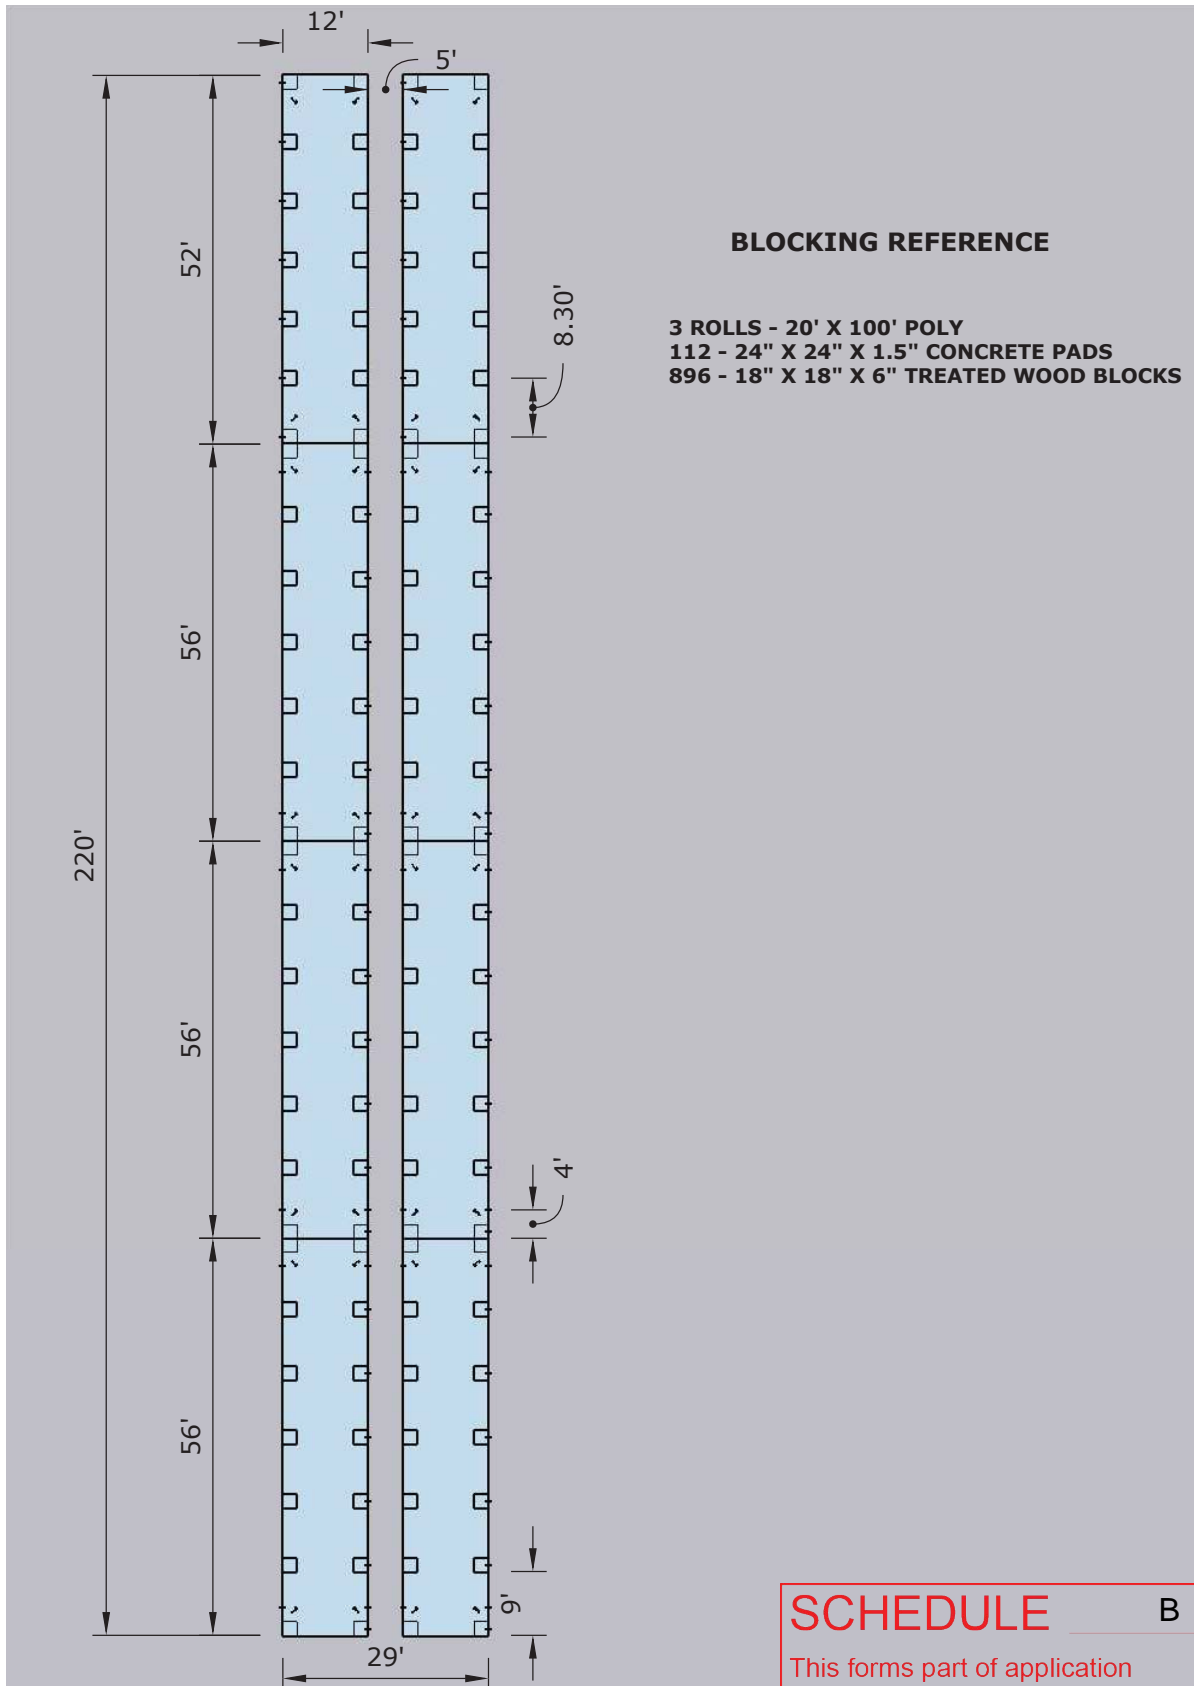 12'
5'
52'
BLOCKING REFERENCE
8.30'
3 ROLLS - 20' X 100' POLY
112 - 24" X 24" X 1.5" CONCRETE PADS
896 - 18" X 18" X 6" TREATED WOOD BLOCKS
56'
220'
56'
4'
56'
9'
29'
SCHEDULE B
This forms part of application